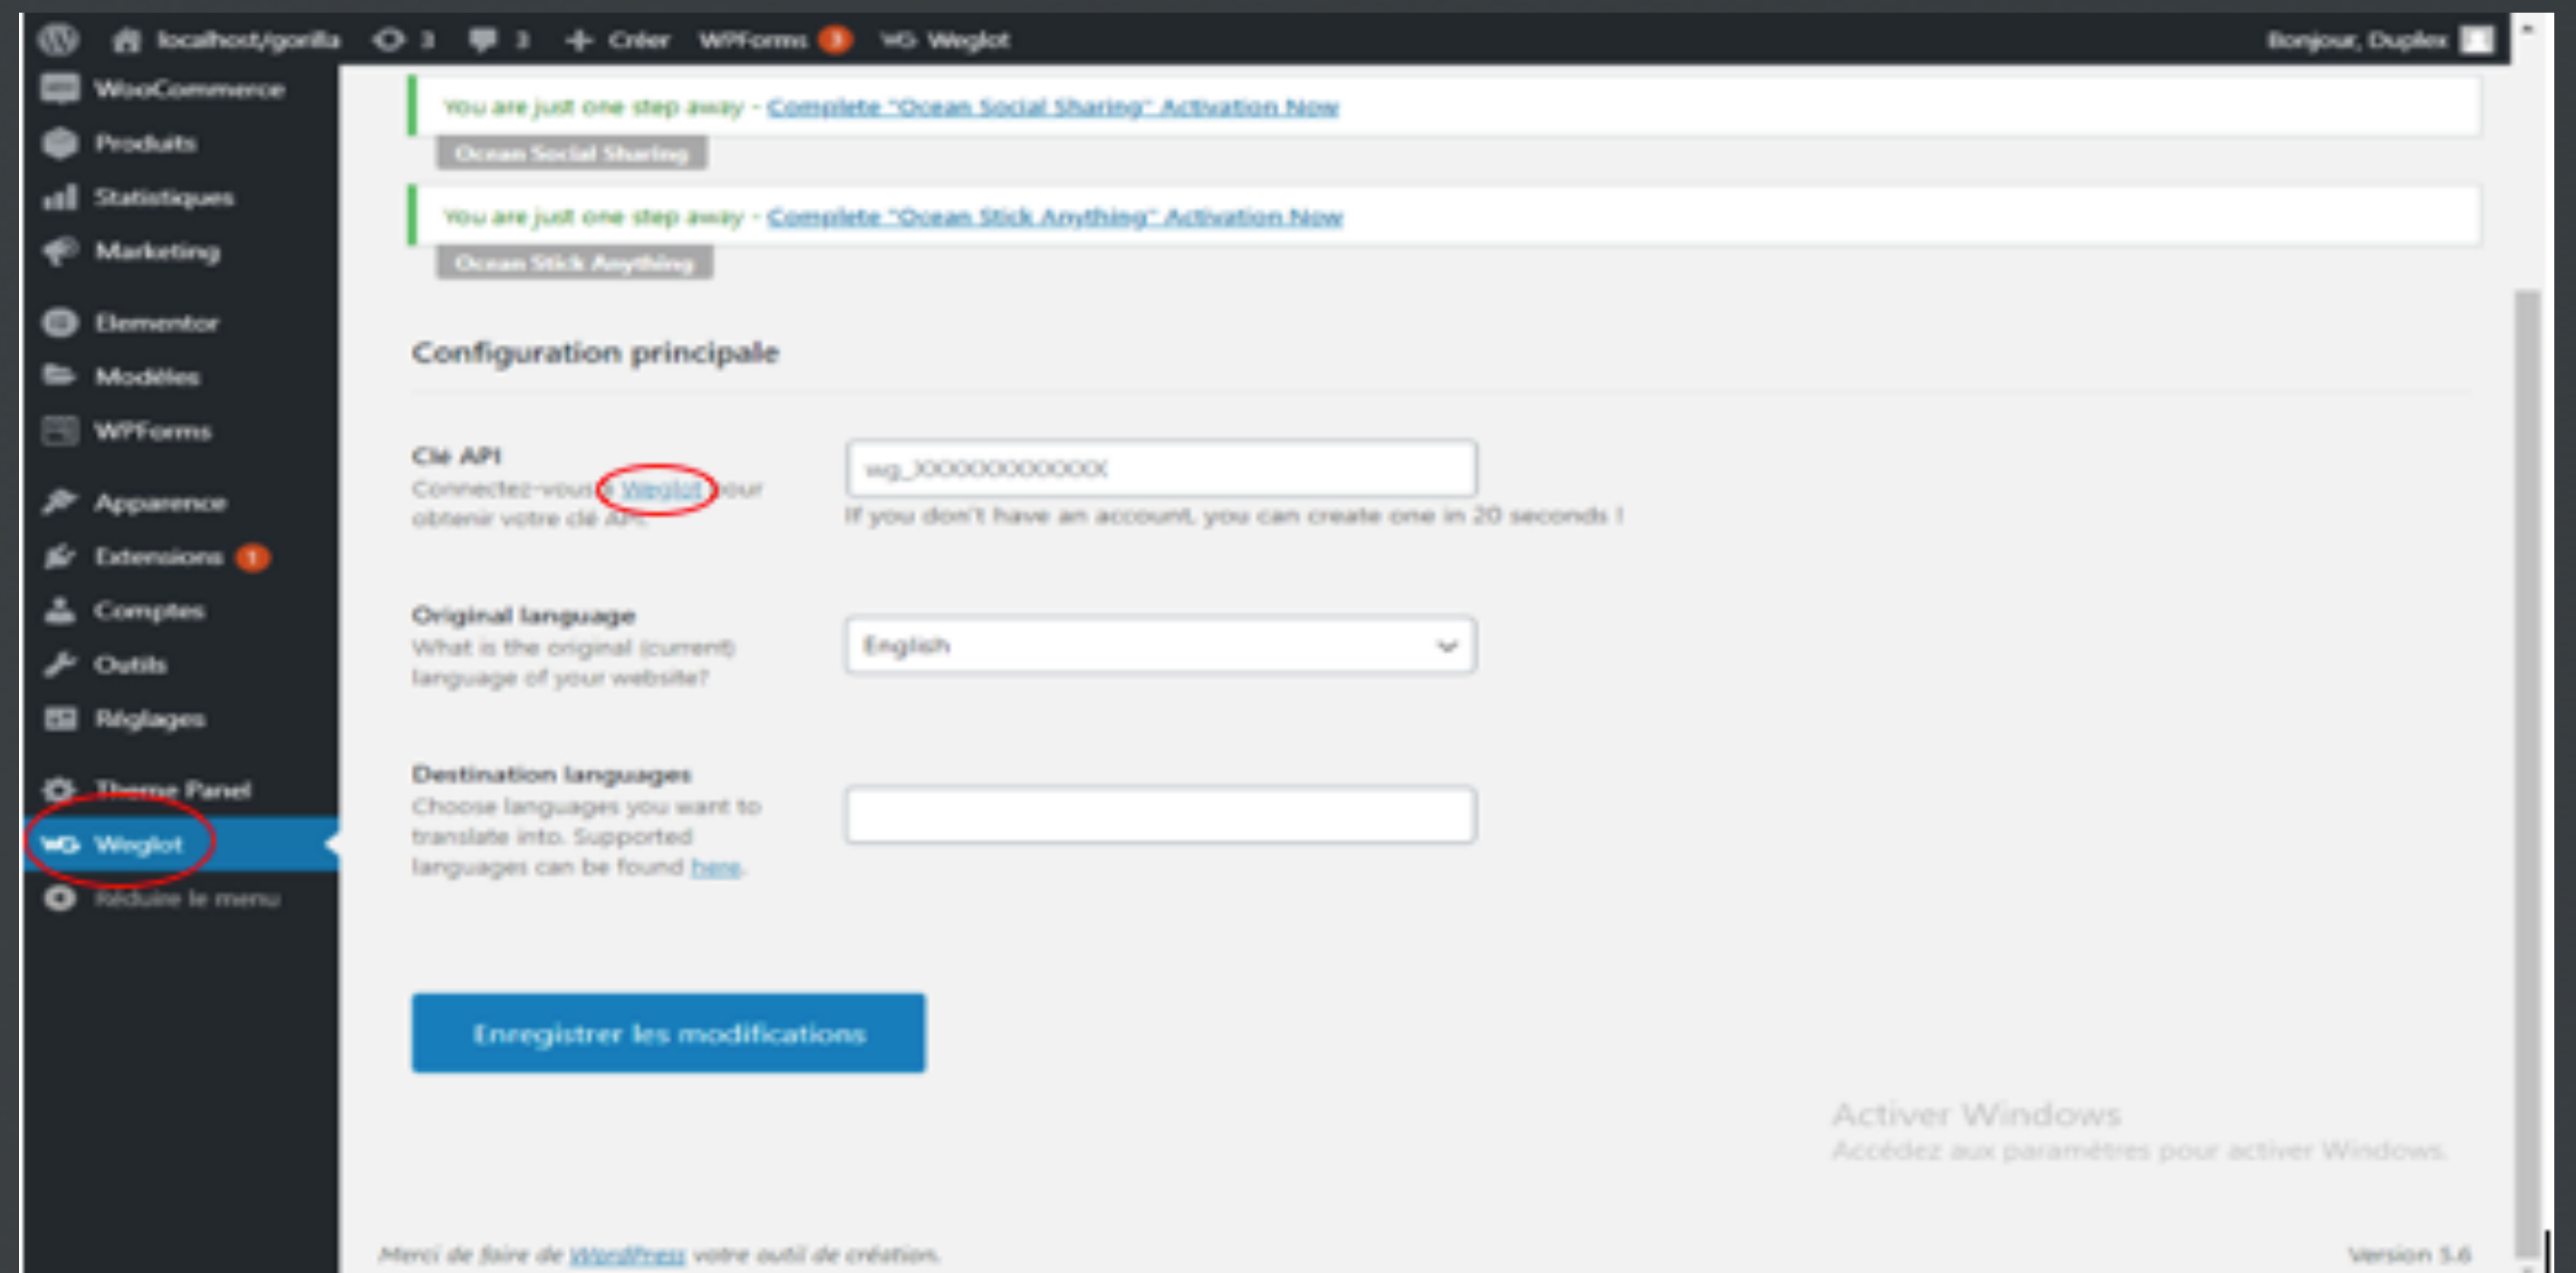 localhost/gorilla 3 3 + Créer WPForms 3 WG Weglot Bonjour, Duplex
WooCommerce
Produits
Statistiques
Marketing
Elementor
Modèles
WPForms
Apparence
Extensions 1
Comptes
Outils
Réglages
Theme Panel
WG Weglot
Réduire le menu
You are just one step away - Complete "Ocean Social Sharing" Activation Now
Ocean Social Sharing
You are just one step away - Complete "Ocean Stick Anything" Activation Now
Ocean Stick Anything
Configuration principale
Clé API
Connectez-vous à Weglot pour
obtenir votre clé API.
wg_XXXXXXXXXXXX
If you don't have an account, you can create one in 20 seconds !
Original language
What is the original (current)
language of your website?
English
Destination languages
Choose languages you want to
translate into. Supported
languages can be found here.
Enregistrer les modifications
Activer Windows
Accédez aux paramètres pour activer Windows.
Merci de faire de WordPress votre outil de création.
Version 5.6